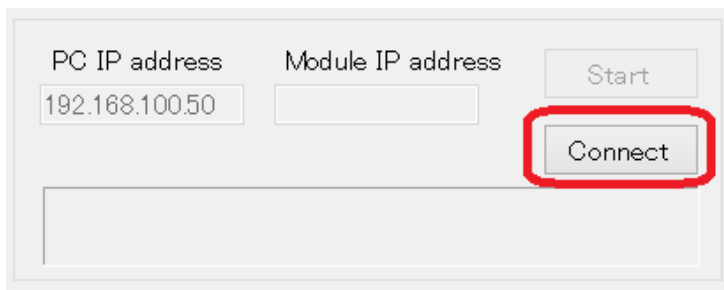 PC IP address Module IP address Start
192.168.100.50
Connect